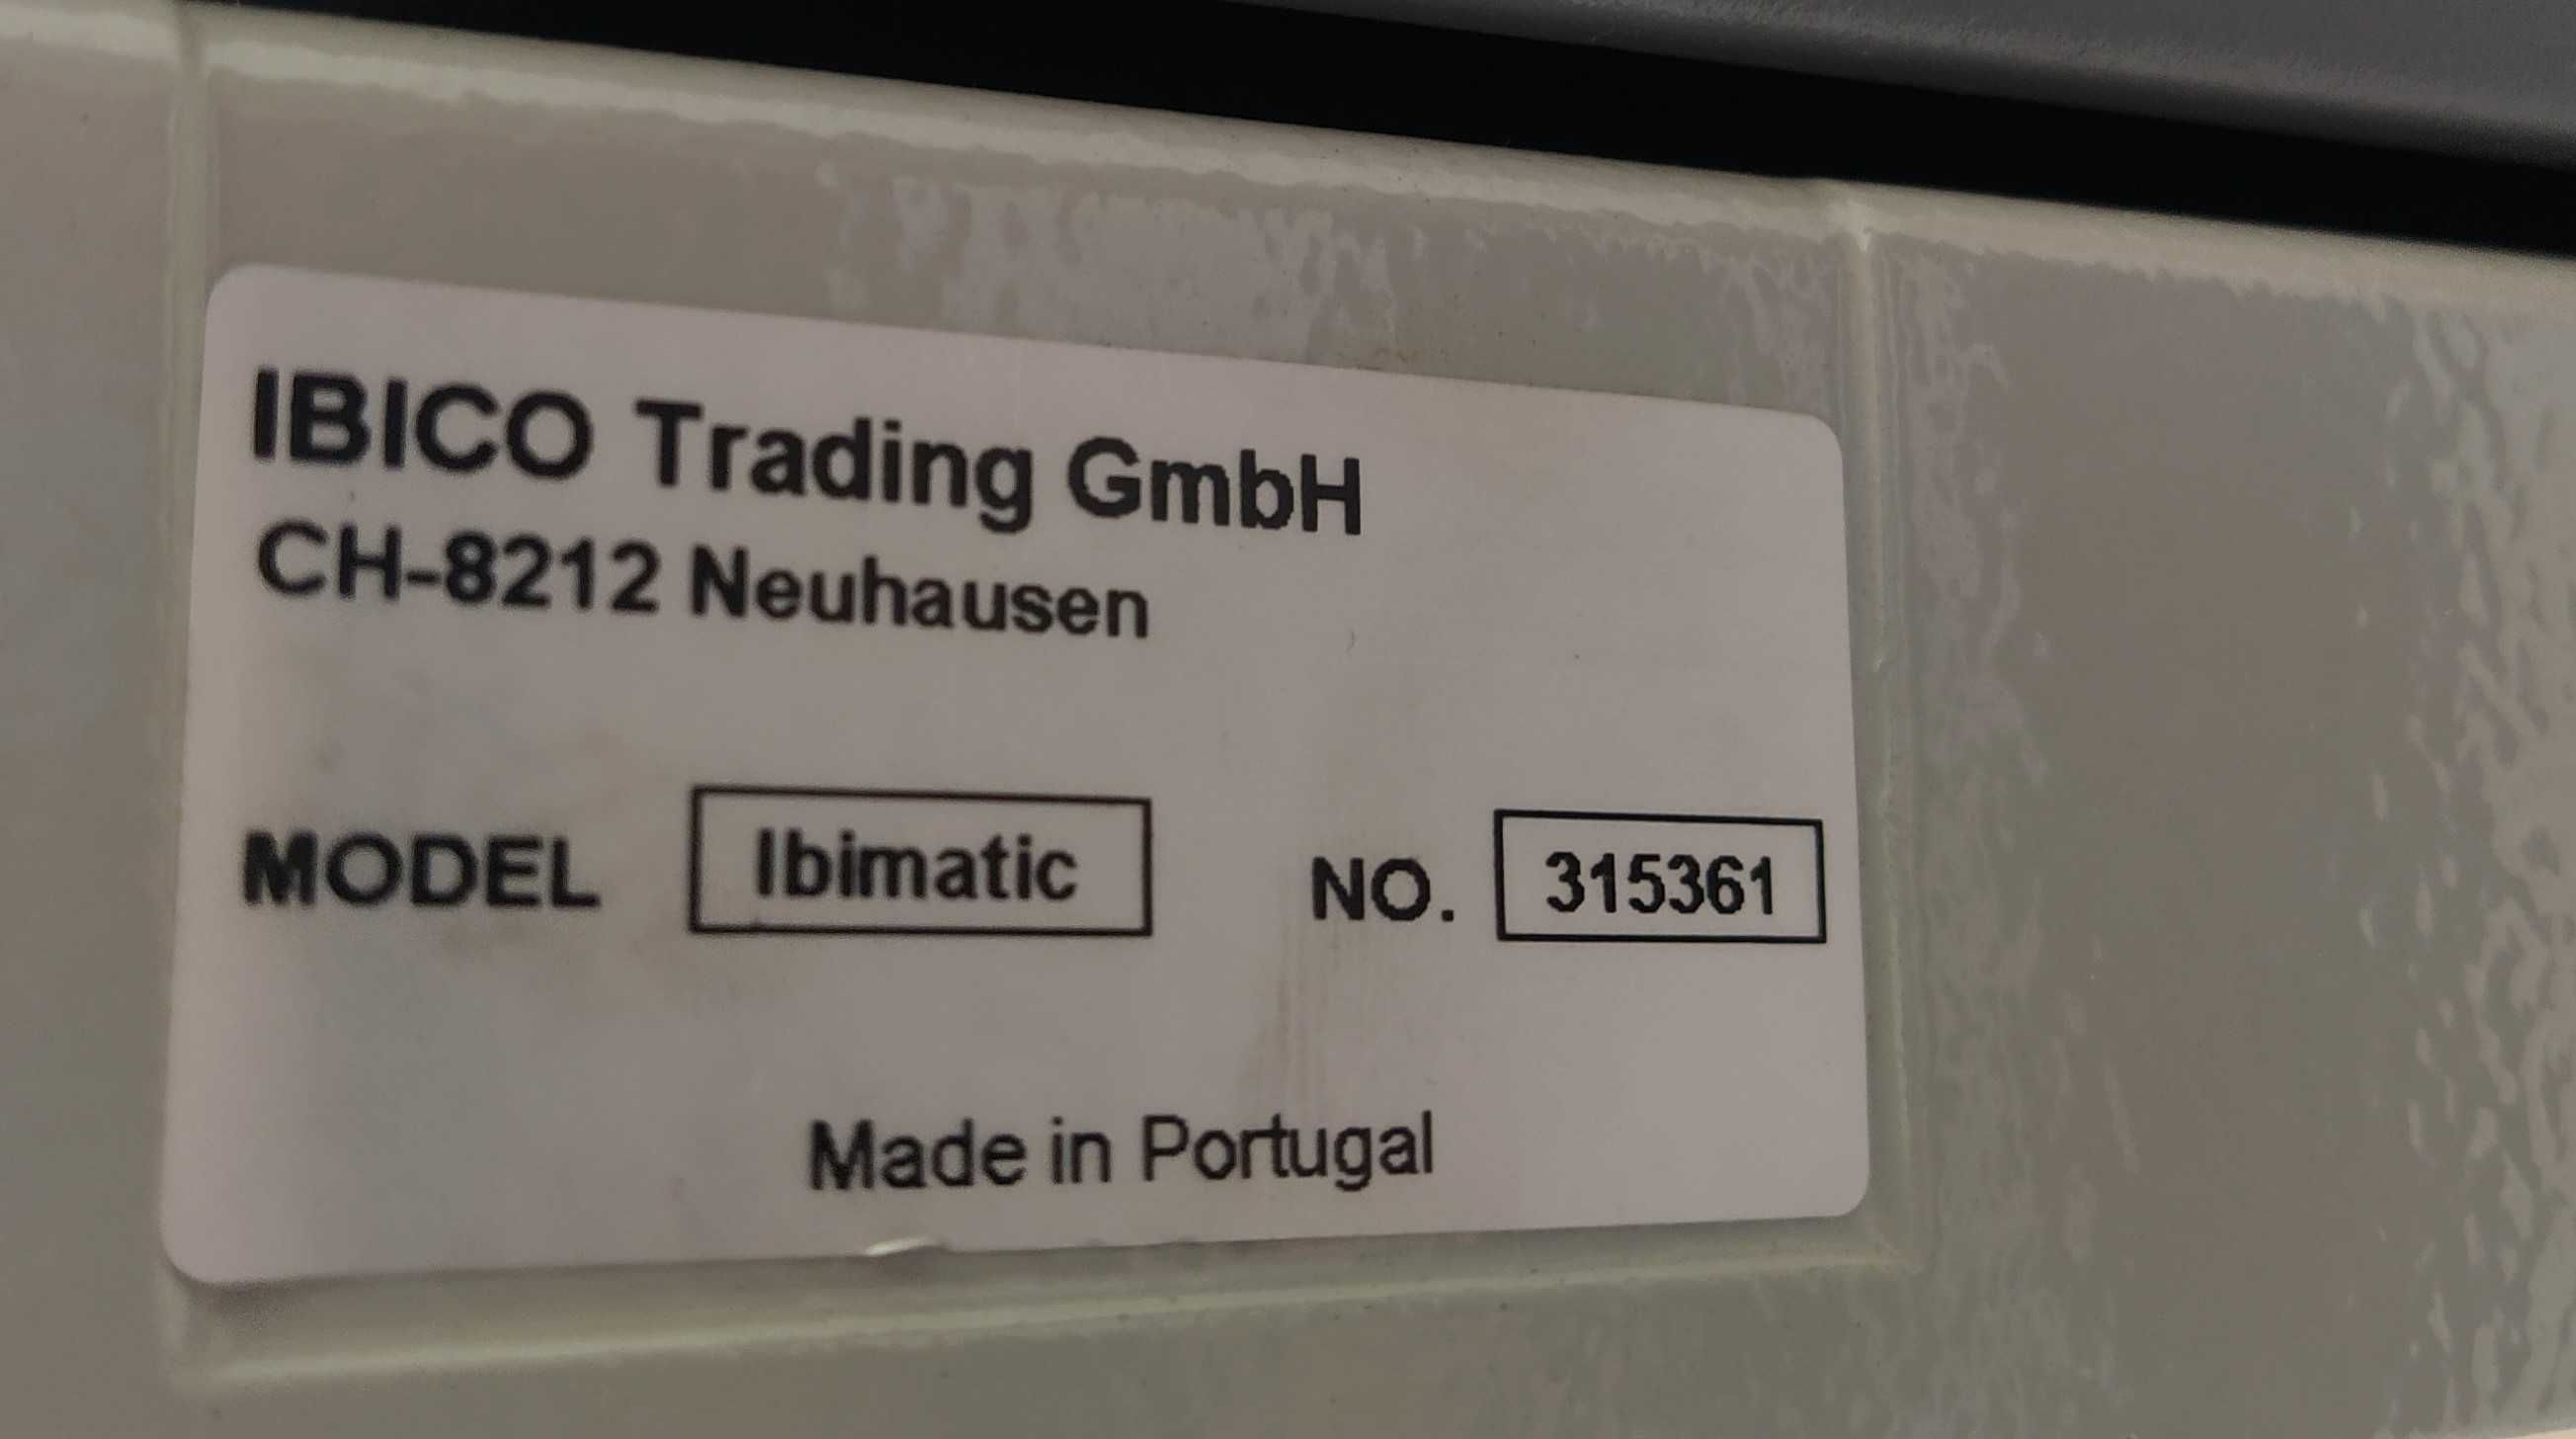 IBICO Trading GmbH
CH-8212 Neuhausen
MODEL Ibimatic NO. 315361
Made in Portugal